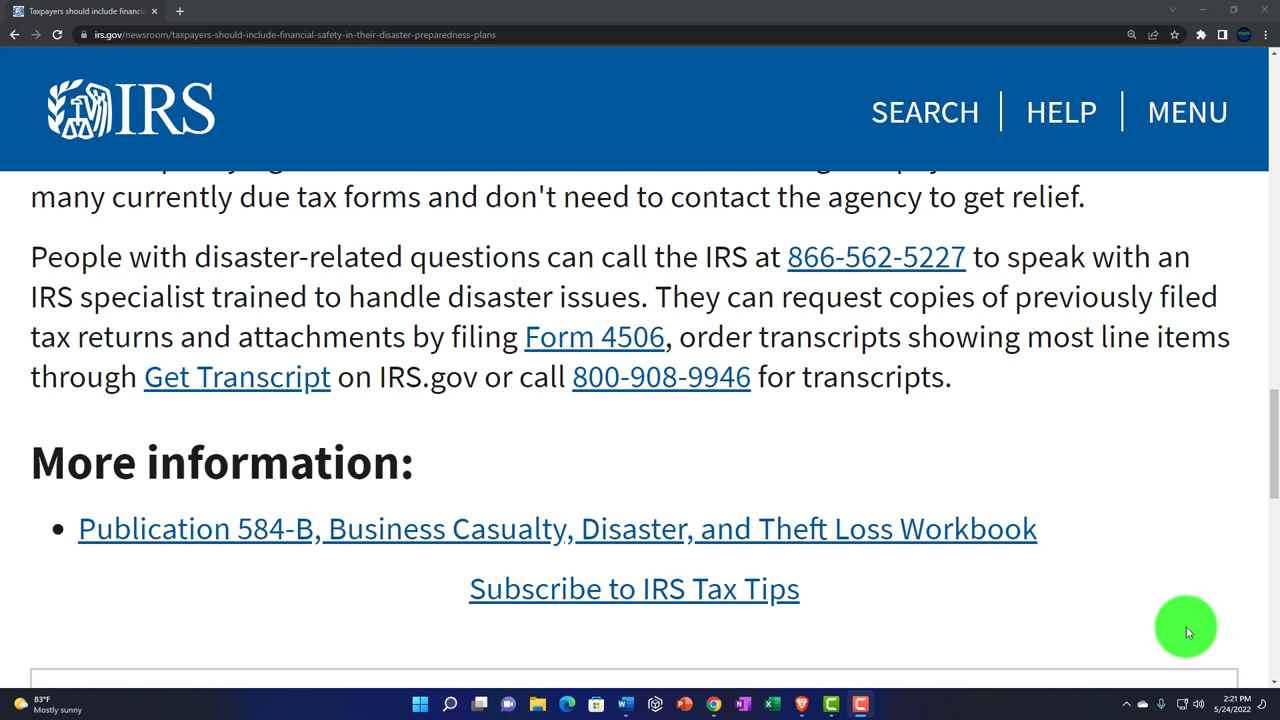 Taxpayers should include financi
irs.gov/newsroom/taxpayers-should-include-financial-safety-in-their-disaster-preparedness-plans
IRS
SEARCH
HELP
MENU
many currently due tax forms and don't need to contact the agency to get relief.
People with disaster-related questions can call the IRS at 866-562-5227 to speak with an
IRS specialist trained to handle disaster issues. They can request copies of previously filed
tax returns and attachments by filing Form 4506, order transcripts showing most line items
through Get Transcript on IRS.gov or call 800-908-9946 for transcripts.
More information:
• Publication 584-B, Business Casualty, Disaster, and Theft Loss Workbook
Subscribe to IRS Tax Tips
83°F
Mostly sunny
2:21 PM
5/24/2022